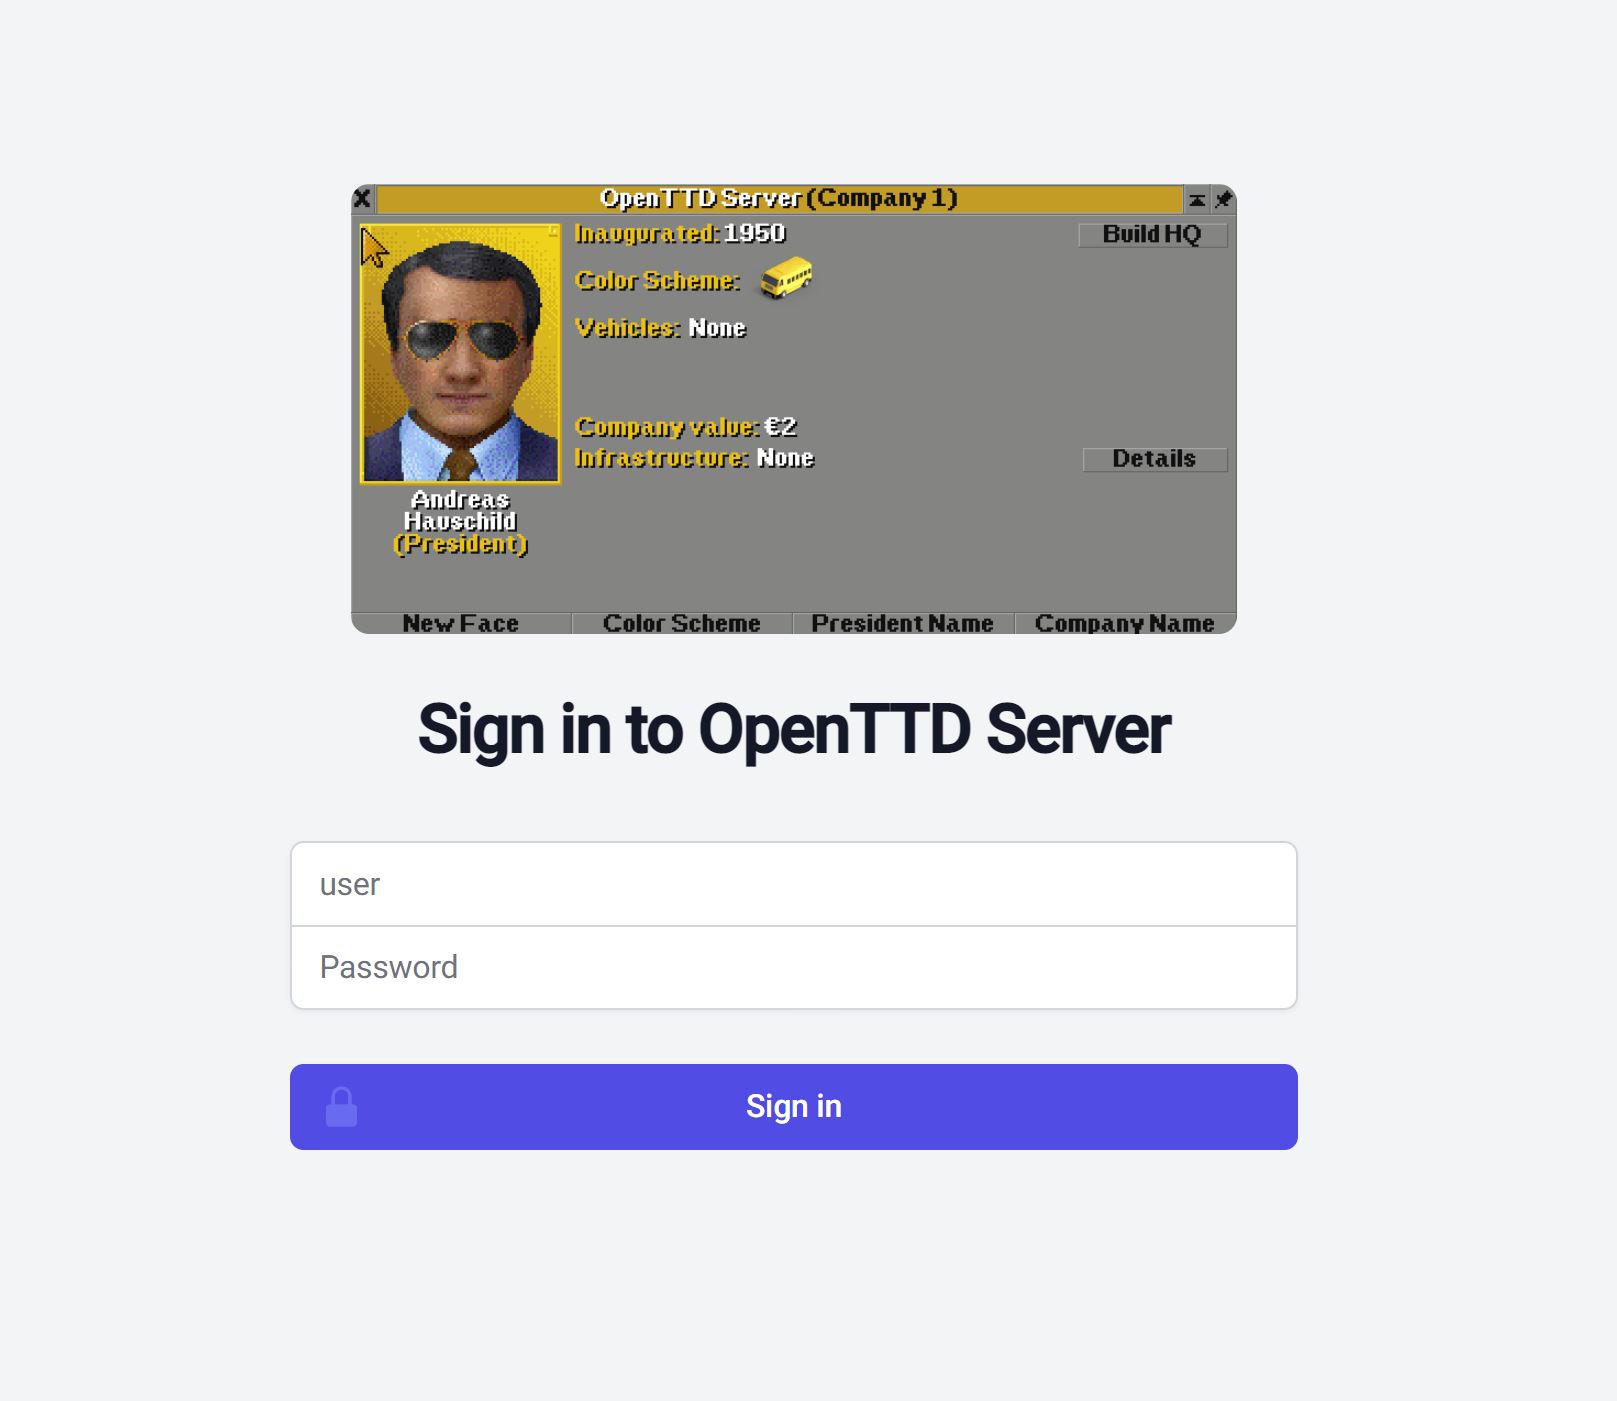 X OpenTTD Server (Company 1)
Inaugurated: 1950
Build HQ
Color Scheme:
Vehicles: None
Company value: €2
Infrastructure: None
Details
Andreas
Hauschild
(President)
New Face Color Scheme President Name Company Name
Sign in to OpenTTD Server
user
Password
Sign in